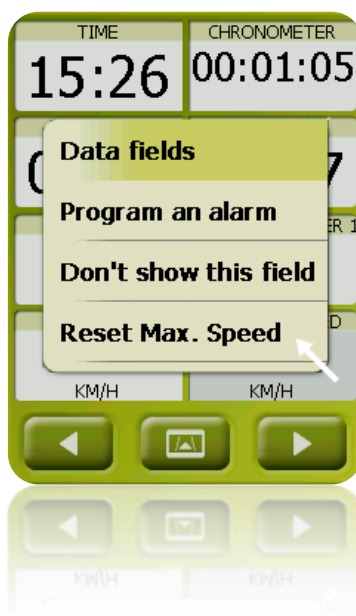 TIME CHRONOMETER
15:26 00:01:05
Data fields
Program an alarm
Don't show this field
Reset Max. Speed
KM/H KM/H